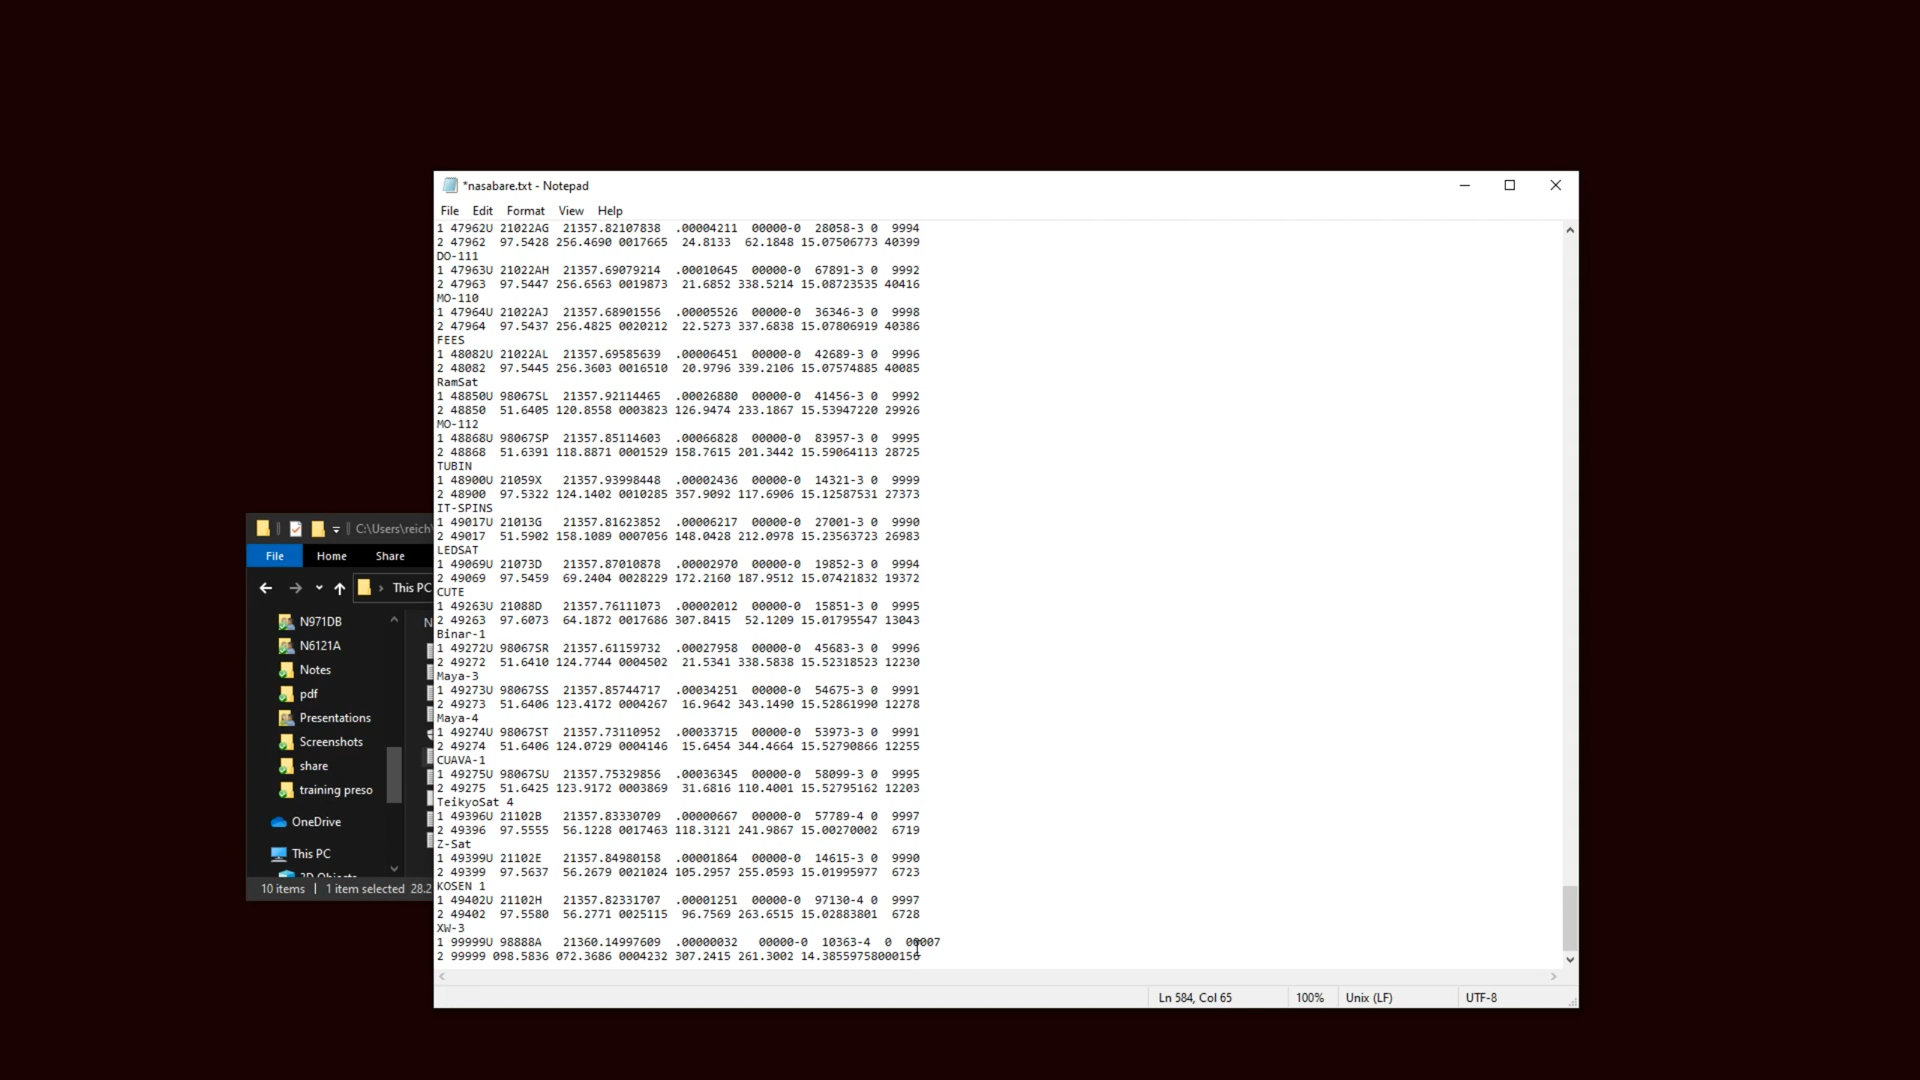 *nasabare.txt - Notepad
File Edit Format View Help
1 47962U 21022AG  21357.82107838  .00004211  00000-0  28058-3 0  9994
2 47962  97.5428 256.4690 0017665  24.8133  62.1848 15.07506773 40399
DO-111
1 47963U 21022AH  21357.69079214  .00010645  00000-0  67891-3 0  9992
2 47963  97.5447 256.6563 0019873  21.6852 338.5214 15.08723535 40416
MO-110
1 47964U 21022AJ  21357.68901556  .00005526  00000-0  36346-3 0  9998
2 47964  97.5437 256.4825 0020212  22.5273 337.6838 15.07806919 40386
FEES
1 48082U 21022AL  21357.69585639  .00006451  00000-0  42689-3 0  9996
2 48082  97.5445 256.3603 0016510  20.9796 339.2106 15.07574885 40085
RamSat
1 48850U 98067SL  21357.92114465  .00026880  00000-0  41456-3 0  9992
2 48850  51.6405 120.8558 0003823 126.9474 233.1867 15.53947220 29926
MO-112
1 48868U 98067SP  21357.85114603  .00066828  00000-0  83957-3 0  9995
2 48868  51.6391 118.8871 0001529 158.7615 201.3442 15.59064113 28725
TUBIN
1 48900U 21059X   21357.93998448  .00002436  00000-0  14321-3 0  9999
2 48900  97.5322 124.1402 0010285 357.9092 117.6906 15.12587531 27373
IT-SPINS
1 49017U 21013G   21357.81623852  .00006217  00000-0  27001-3 0  9990
2 49017  51.5902 158.1089 0007056 148.0428 212.0978 15.23563723 26983
LEDSAT
1 49069U 21073D   21357.87010878  .00002970  00000-0  19852-3 0  9994
2 49069  97.5459  69.2404 0028229 172.2160 187.9512 15.07421832 19372
CUTE
1 49263U 21088D   21357.76111073  .00002012  00000-0  15851-3 0  9995
2 49263  97.6073  64.1872 0017686 307.8415  52.1209 15.01795547 13043
Binar-1
1 49272U 98067SR  21357.61159732  .00027958  00000-0  45683-3 0  9996
2 49272  51.6410 124.7744 0004502  21.5341 338.5838 15.52318523 12230
Maya-3
1 49273U 98067SS  21357.85744717  .00034251  00000-0  54675-3 0  9991
2 49273  51.6406 123.4172 0004267  16.9642 343.1490 15.52861990 12278
Maya-4
1 49274U 98067ST  21357.73110952  .00033715  00000-0  53973-3 0  9991
2 49274  51.6406 124.0729 0004146  15.6454 344.4664 15.52790866 12255
CUAVA-1
1 49275U 98067SU  21357.75329856  .00036345  00000-0  58099-3 0  9995
2 49275  51.6425 123.9172 0003869  31.6816 110.4001 15.52795162 12203
TeikyoSat 4
1 49396U 21102B   21357.83330709  .00000667  00000-0  57789-4 0  9997
2 49396  97.5555  56.1228 0017463 118.3121 241.9867 15.00270002  6719
Z-Sat
1 49399U 21102E   21357.84980158  .00001864  00000-0  14615-3 0  9990
2 49399  97.5637  56.2679 0021024 105.2957 255.0593 15.01995977  6723
KOSEN 1
1 49402U 21102H   21357.82331707  .00001251  00000-0  97130-4 0  9997
2 49402  97.5580  56.2771 0025115  96.7569 263.6515 15.02883801  6728
XW-3
1 99999U 98888A   21360.14997609  .00000032   00000-0  10363-4  0  00007
2 99999 098.5836 072.3686 0004232 307.2415 261.3002 14.38559758000156
Ln 584, Col 65 100% Unix (LF) UTF-8
C:\Users\reich\
File Home Share
This PC
N971DB
N6121A
Notes
pdf
Presentations
Screenshots
share
training preso
OneDrive
This PC
3D Objects
10 items 1 item selected 28.2